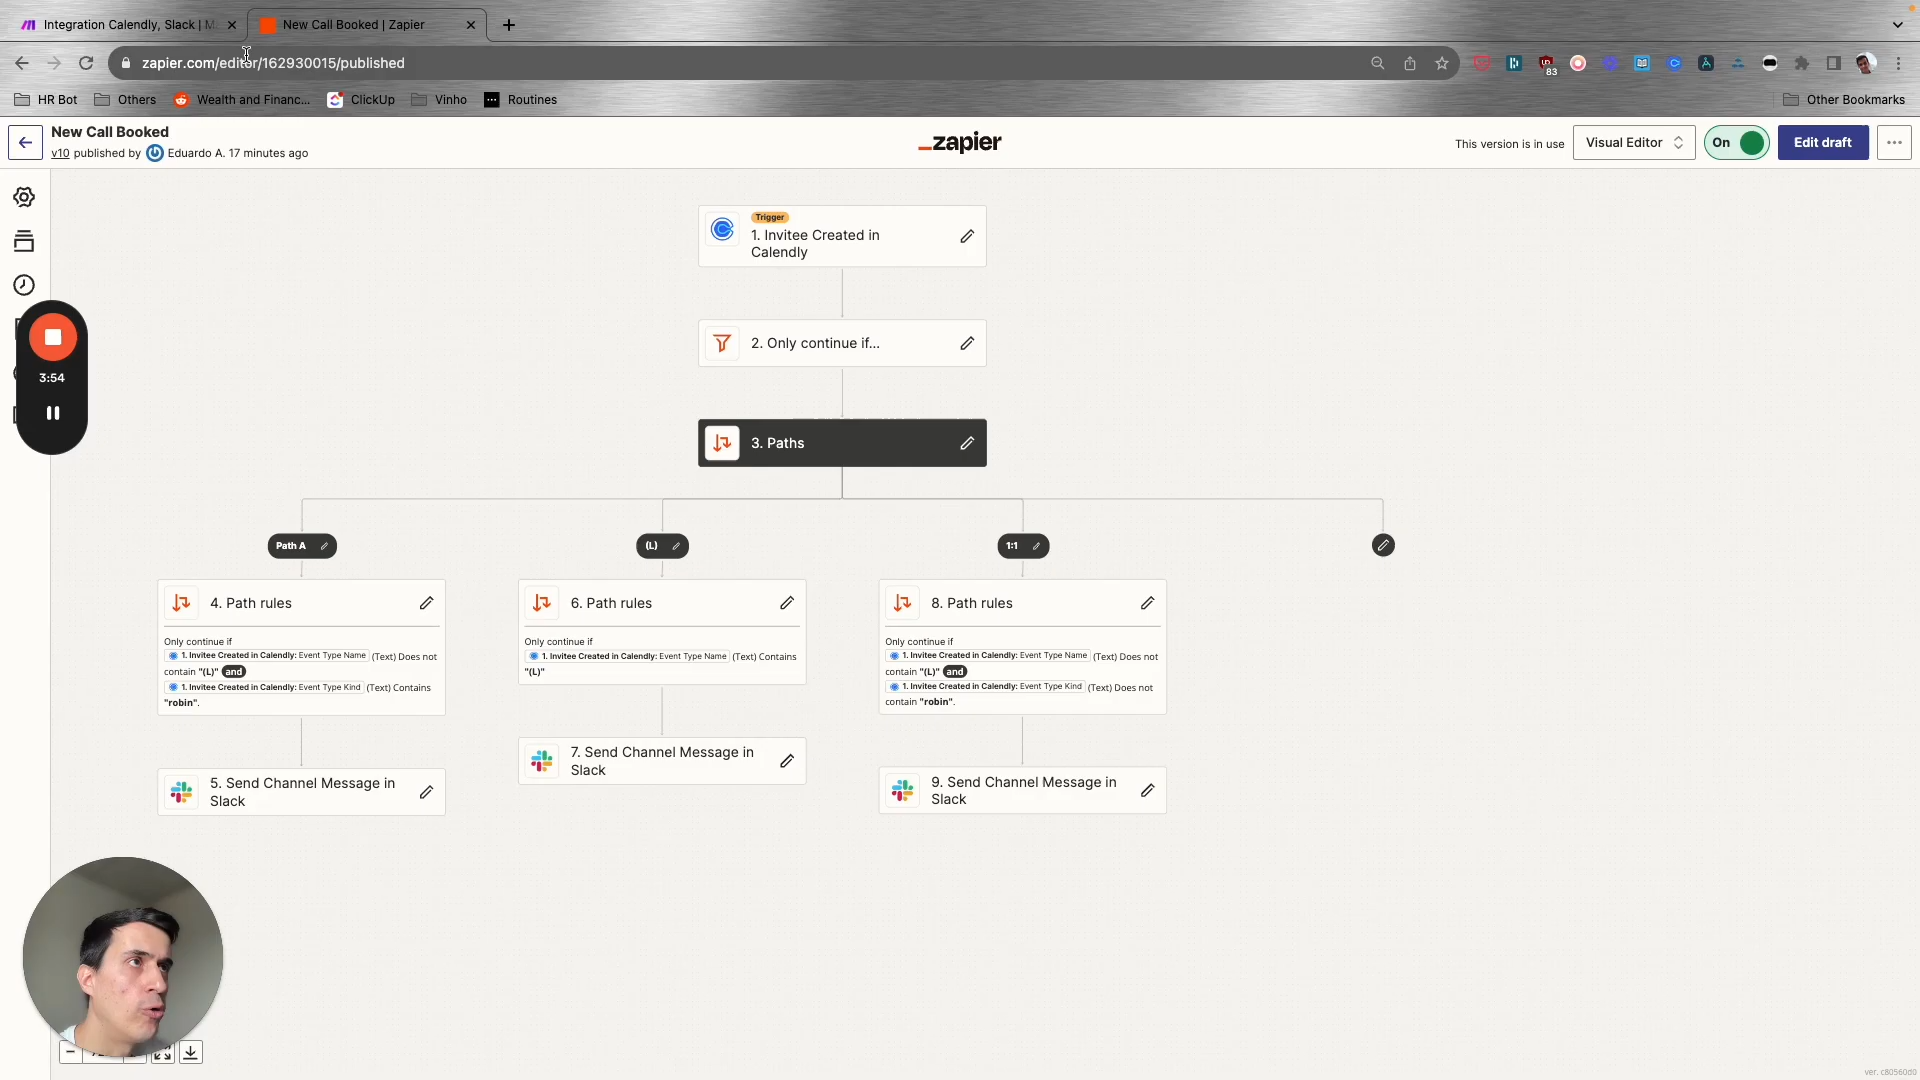 Integration Calendly, Slack | M
New Call Booked | Zapier
zapier.com/editor/162930015/published
83
HR Bot
Others
Wealth and Financ...
ClickUp
Vinho
Routines
Other Bookmarks
New Call Booked
v10 published by Eduardo A. 17 minutes ago
zapier
This version is in use
Visual Editor
On
Edit draft
Trigger
1. Invitee Created in
Calendly
2. Only continue if...
3:54
3. Paths
Path A
(L)
1:1
4. Path rules
Only continue if
1. Invitee Created in Calendly: Event Type Name (Text) Does not
contain "(L)" and
1. Invitee Created in Calendly: Event Type Kind (Text) Contains
"robin".
5. Send Channel Message in
Slack
6. Path rules
Only continue if
1. Invitee Created in Calendly: Event Type Name (Text) Contains
"(L)"
7. Send Channel Message in
Slack
8. Path rules
Only continue if
1. Invitee Created in Calendly: Event Type Name (Text) Does not
contain "(L)" and
1. Invitee Created in Calendly: Event Type Kind (Text) Does not
contain "robin".
9. Send Channel Message in
Slack
ver. c80560d0